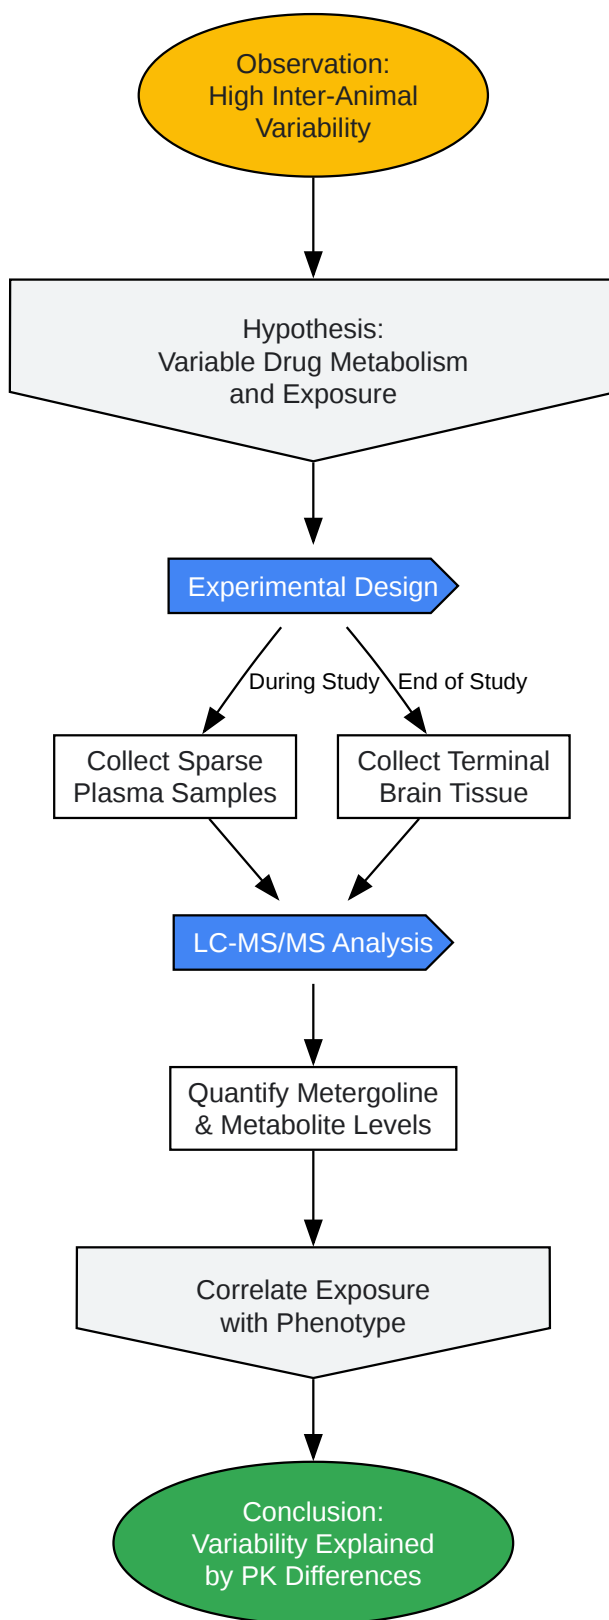 Observation:
High Inter-Animal
Variability
Hypothesis:
Variable Drug Metabolism
and Exposure
Experimental Design
During Study
End of Study
Collect Sparse
Plasma Samples
Collect Terminal
Brain Tissue
LC-MS/MS Analysis
Quantify Metergoline
& Metabolite Levels
Correlate Exposure
with Phenotype
Conclusion:
Variability Explained
by PK Differences